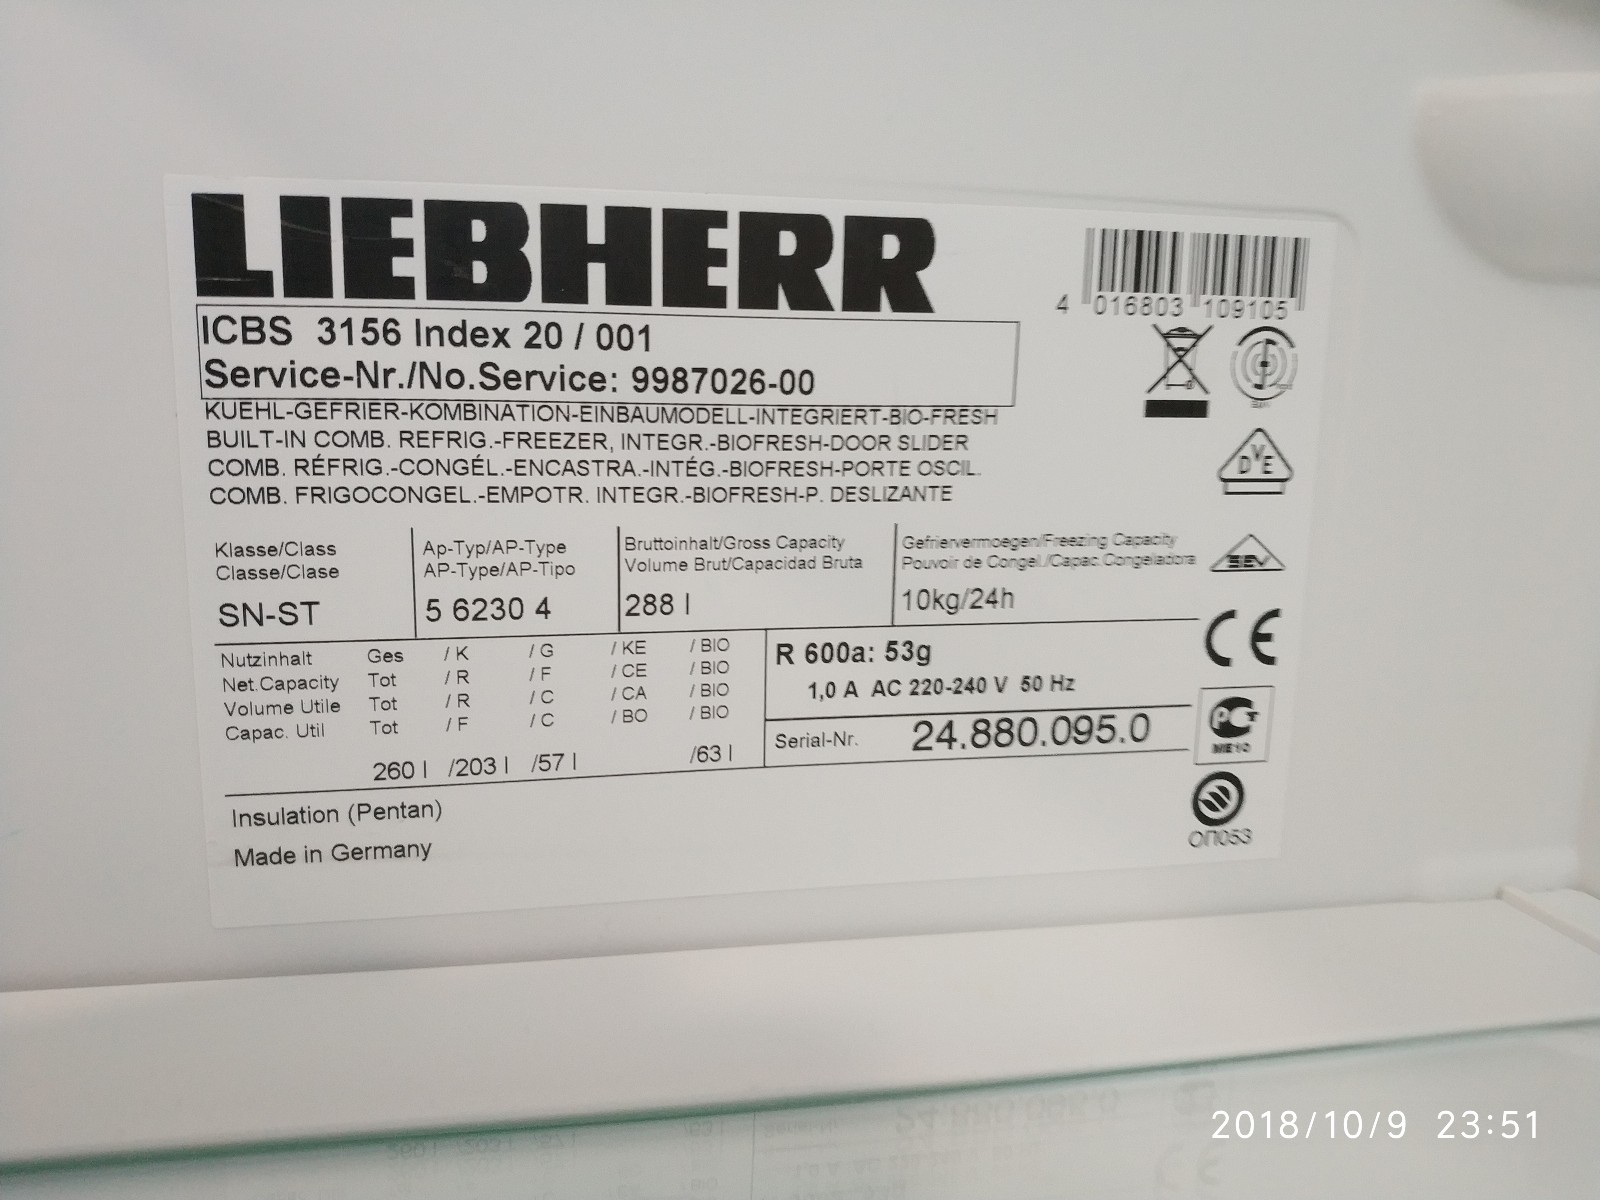 LIEBHERR
4 016803 109105
ICBS 3156 Index 20 / 001
Service-Nr./No.Service: 9987026-00
KUEHL-GEFRIER-KOMBINATION-EINBAUMODELL-INTEGRIERT-BIO-FRESH
BUILT-IN COMB. REFRIG.-FREEZER, INTEGR.-BIOFRESH-DOOR SLIDER
COMB. RÉFRIG.-CONGÉL.-ENCASTRA.-INTÉG.-BIOFRESH-PORTE OSCIL.
COMB. FRIGOCONGEL.-EMPOTR. INTEGR.-BIOFRESH-P. DESLIZANTE
DVE
Klasse/Class
Classe/Clase
SN-ST
Ap-Typ/AP-Type
AP-Type/AP-Tipo
5 6230 4
Bruttoinhalt/Gross Capacity
Volume Brut/Capacidad Bruta
288 l
Gefriervermoegen/Freezing Capacity
Pouvoir de Congel./Capac.Congeladora
10kg/24h
SEV
CE
Nutzinhalt Ges / K / G / KE / BIO
Net.Capacity Tot / R / F / CE / BIO
Volume Utile Tot / R / C / CA / BIO
Capac. Util Tot / F / C / BO / BIO
260 l /203 l /57 l /63 l
R 600a: 53g
1,0 A AC 220-240 V 50 Hz
Serial-Nr. 24.880.095.0
РСТ
ME10
ОП053
Insulation (Pentan)
Made in Germany
2018/10/9 23:51